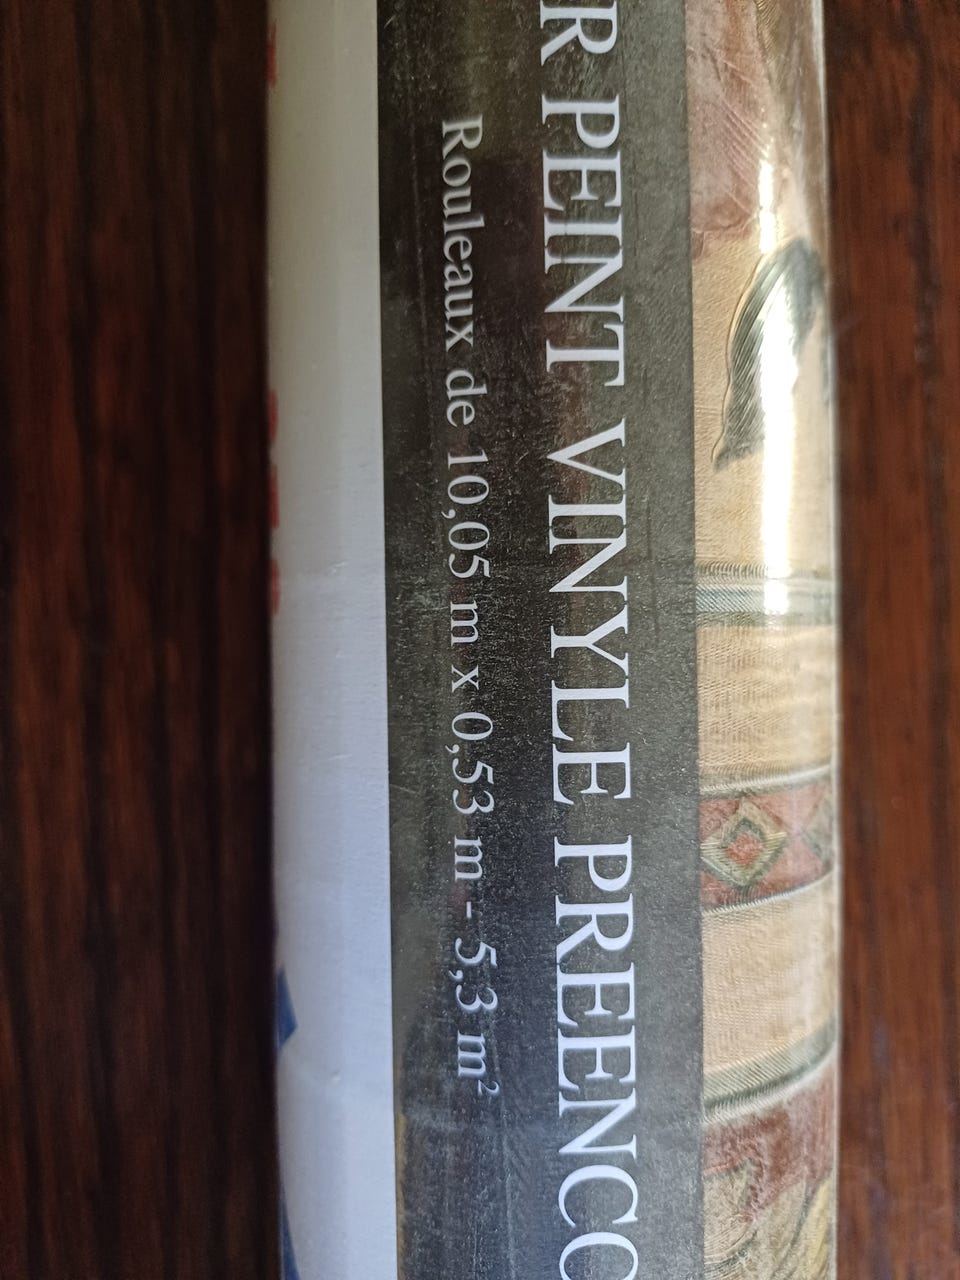 R PEINT VINYLE PREENCO
Rouleaux de 10,05 m x 0,53 m - 5,3 m²